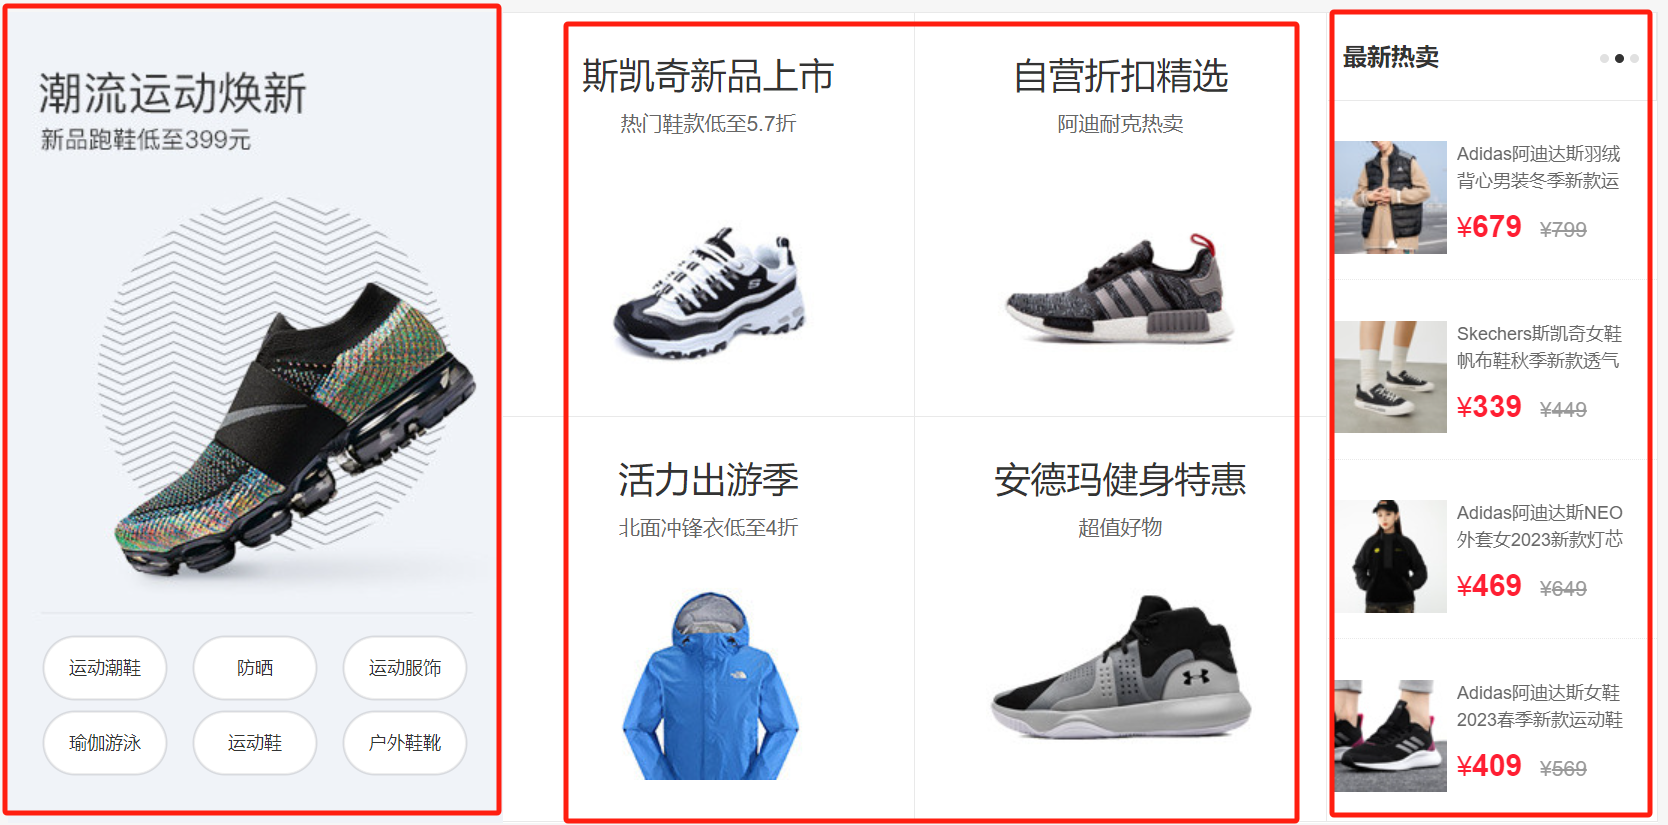 潮流运动焕新
新品跑鞋低至399元
运动潮鞋
防晒
运动服饰
瑜伽游泳
运动鞋
户外鞋靴
斯凯奇新品上市
热门鞋款低至5.7折
自营折扣精选
阿迪耐克热卖
活力出游季
北面冲锋衣低至4折
安德玛健身特惠
超值好物
最新热卖
Adidas阿迪达斯羽绒
背心男装冬季新款运
¥679 ¥799
Skechers斯凯奇女鞋
帆布鞋秋季新款透气
¥339 ¥449
Adidas阿迪达斯NEO
外套女2023新款灯芯
¥469 ¥649
Adidas阿迪达斯女鞋
2023春季新款运动鞋
¥409 ¥569